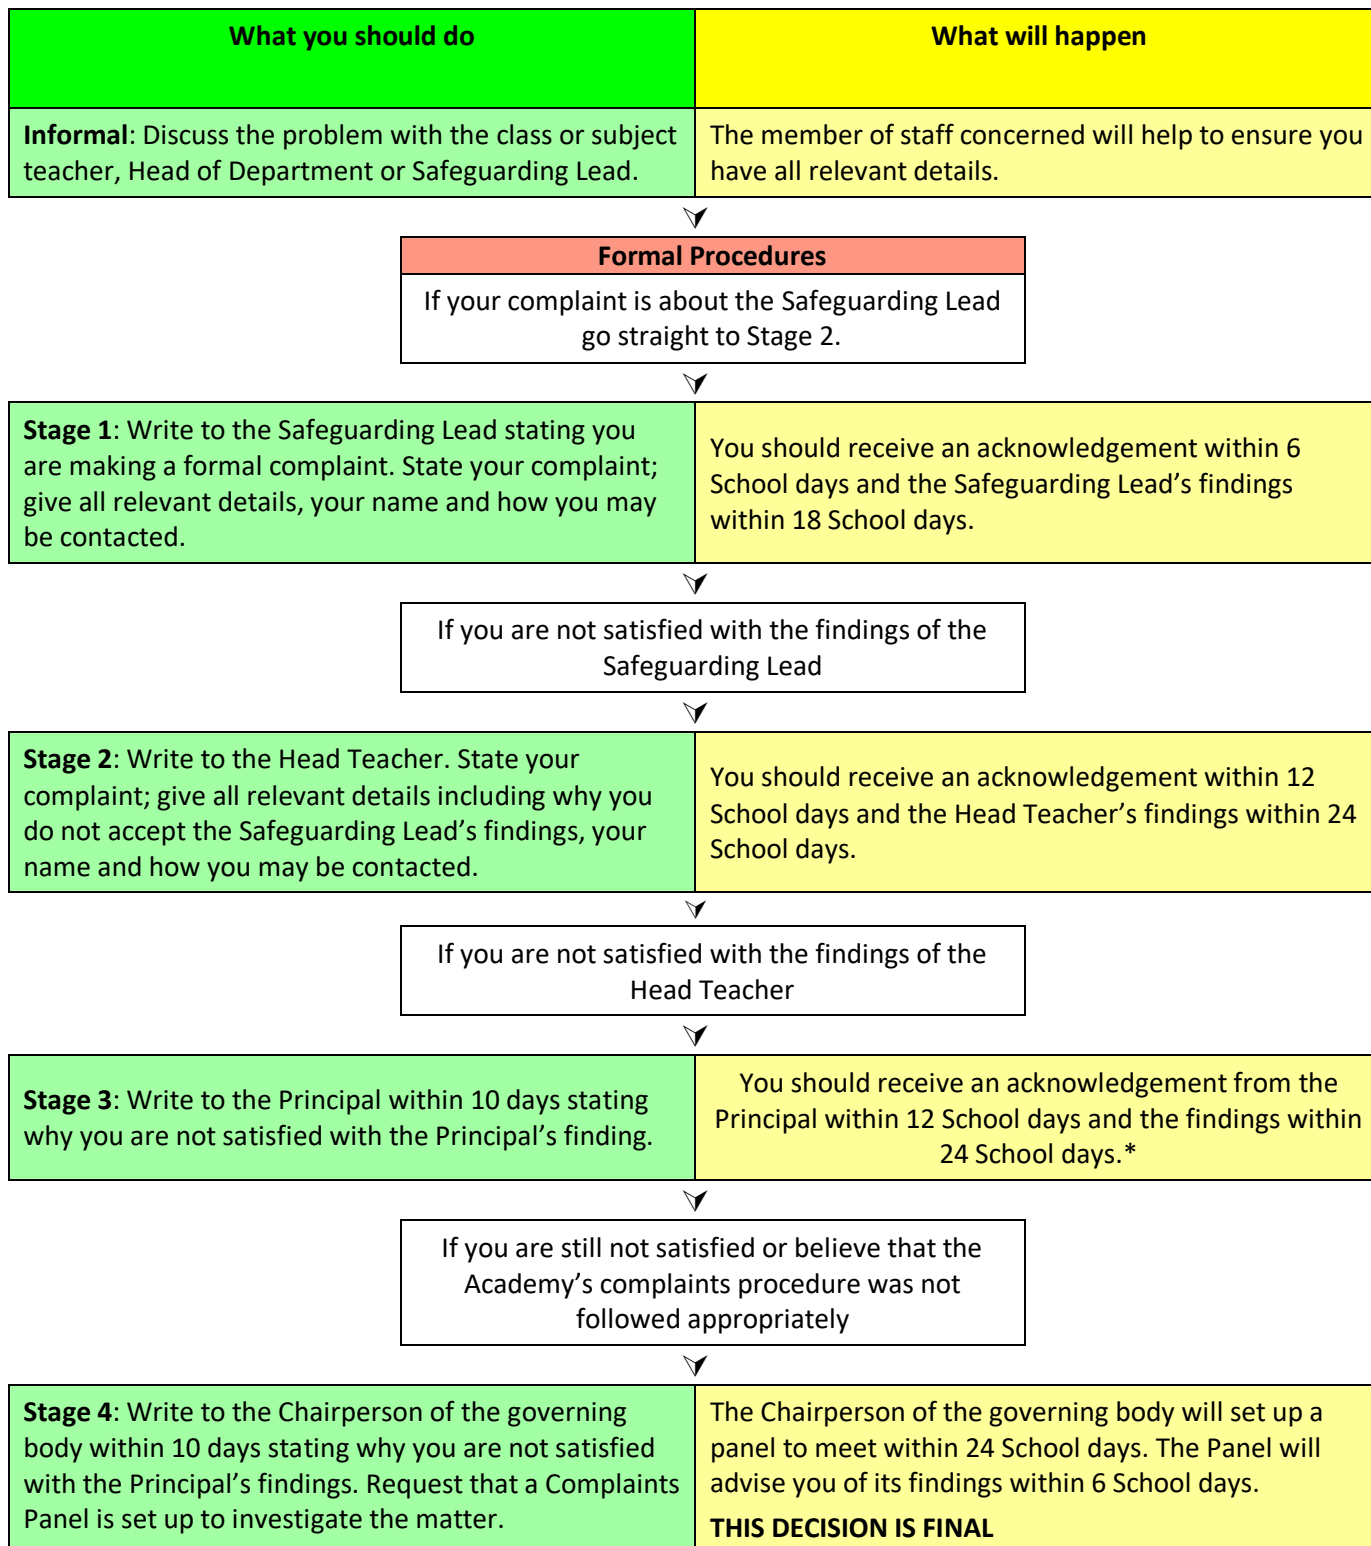 What you should do
What will happen
Informal: Discuss the problem with the class or subject
teacher, Head of Department or Safeguarding Lead.
The member of staff concerned will help to ensure you
have all relevant details.
Formal Procedures
If your complaint is about the Safeguarding Lead
go straight to Stage 2.
Stage 1: Write to the Safeguarding Lead stating you
are making a formal complaint. State your complaint;
give all relevant details, your name and how you may
be contacted.
You should receive an acknowledgement within 6
School days and the Safeguarding Lead’s findings
within 18 School days.
If you are not satisfied with the findings of the
Safeguarding Lead
Stage 2: Write to the Head Teacher. State your
complaint; give all relevant details including why you
do not accept the Safeguarding Lead’s findings, your
name and how you may be contacted.
You should receive an acknowledgement within 12
School days and the Head Teacher’s findings within 24
School days.
If you are not satisfied with the findings of the
Head Teacher
Stage 3: Write to the Principal within 10 days stating
why you are not satisfied with the Principal’s finding.
You should receive an acknowledgement from the
Principal within 12 School days and the findings within
24 School days.*
If you are still not satisfied or believe that the
Academy’s complaints procedure was not
followed appropriately
Stage 4: Write to the Chairperson of the governing
body within 10 days stating why you are not satisfied
with the Principal’s findings. Request that a Complaints
Panel is set up to investigate the matter.
The Chairperson of the governing body will set up a
panel to meet within 24 School days. The Panel will
advise you of its findings within 6 School days.
THIS DECISION IS FINAL